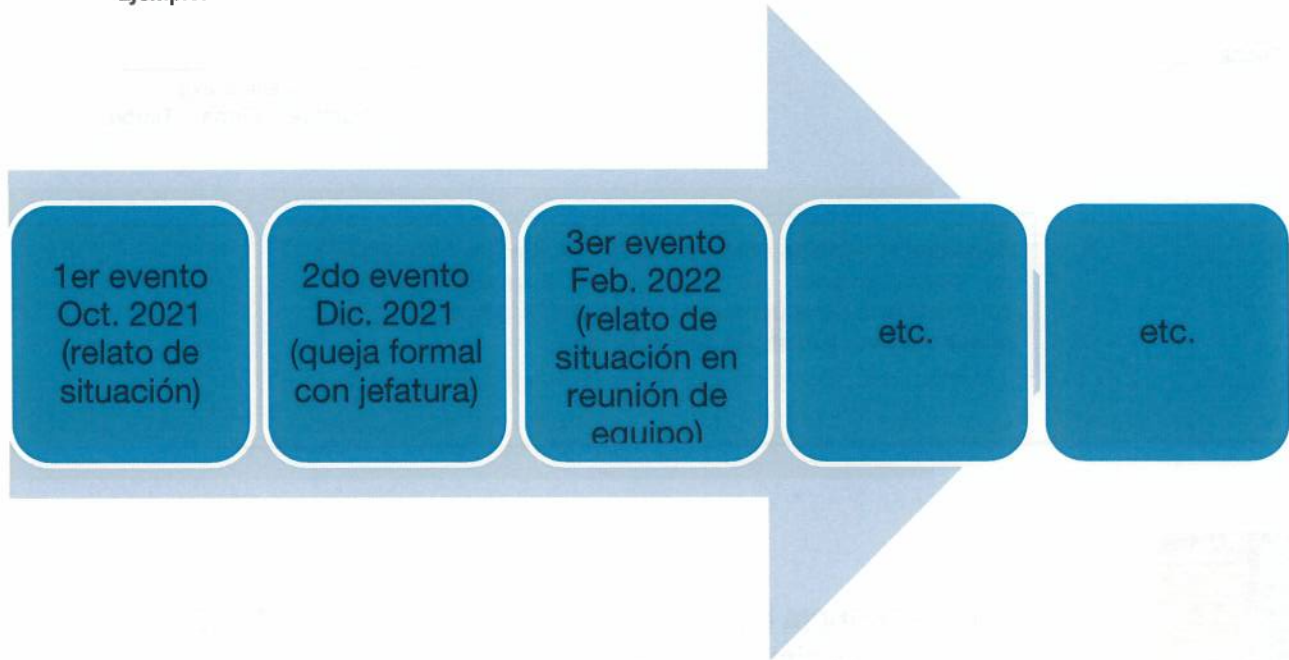 1er evento
Oct. 2021
(relato de
situación)
2do evento
Dic. 2021
(queja formal
con jefatura)
3er evento
Feb. 2022
(relato de
situación en
reunión de
equipo)
etc.
etc.